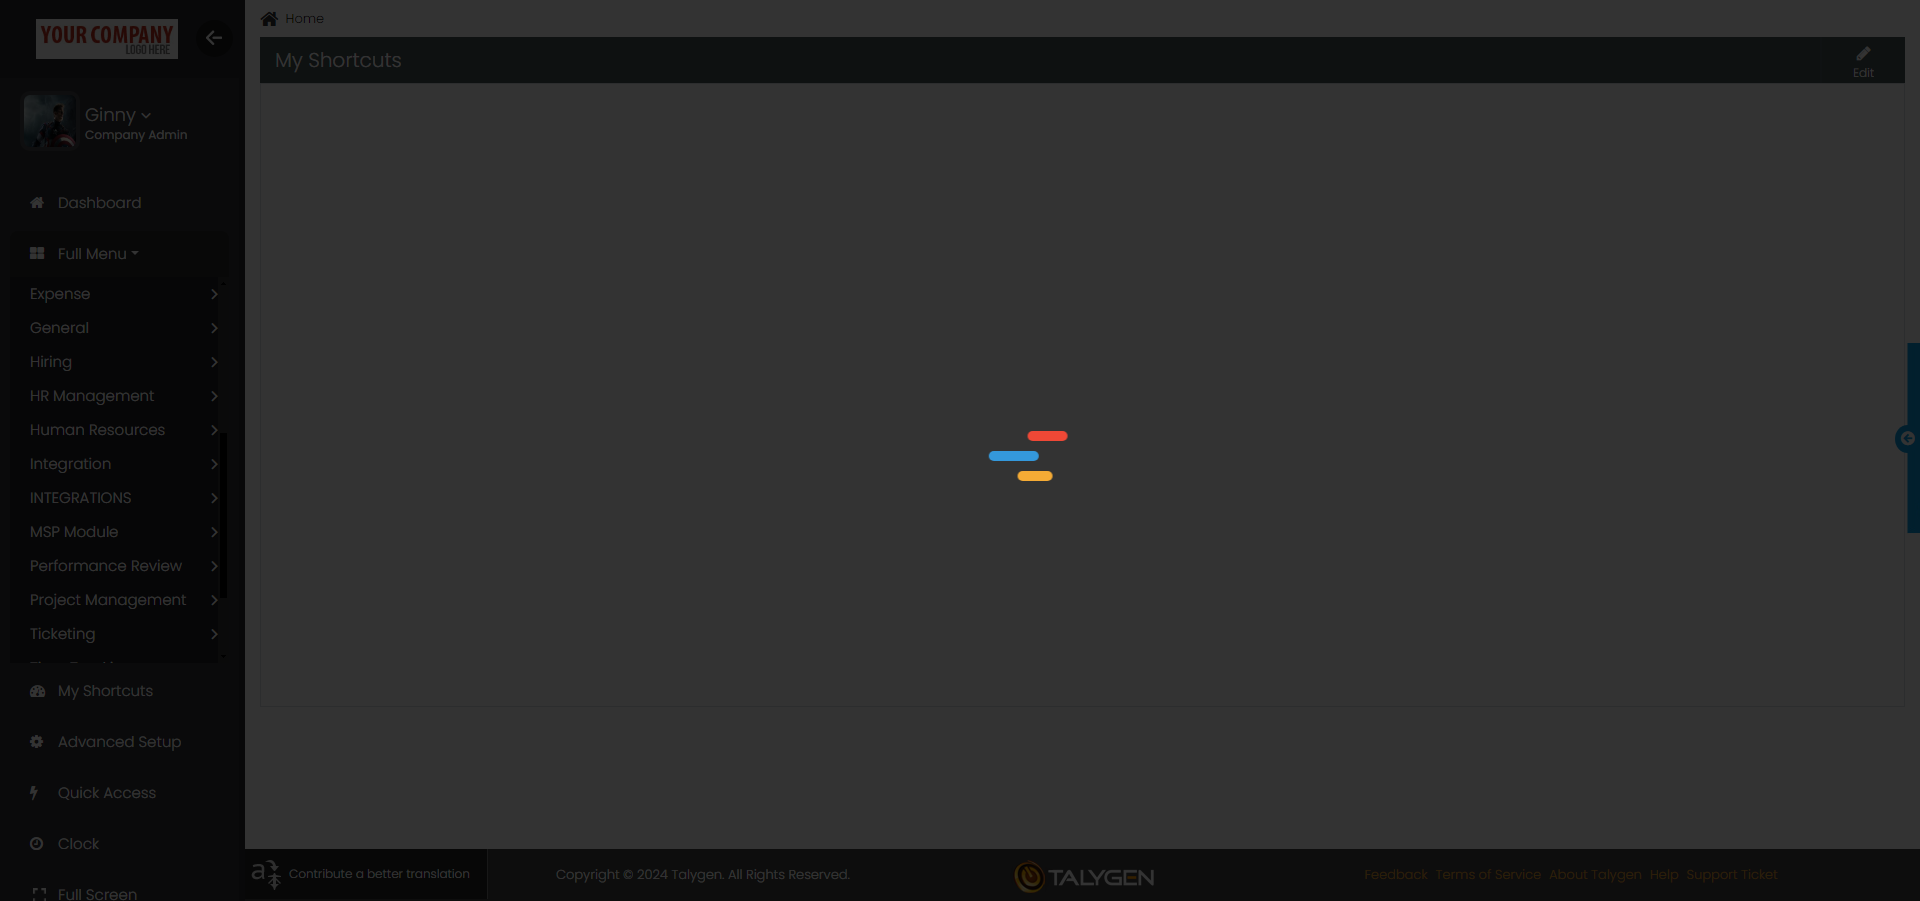 YOUR COMPANY
LOGO HERE
Ginny
Company Admin
Dashboard
Full Menu
Expense
General
Hiring
HR Management
Human Resources
Integration
INTEGRATIONS
MSP Module
Performance Review
Project Management
Ticketing
My Shortcuts
Advanced Setup
Quick Access
Clock
Full Screen
Home
My Shortcuts
Edit
Contribute a better translation
Copyright © 2024 Talygen. All Rights Reserved.
TALYGEN
Feedback Terms of Service About Talygen Help Support Ticket